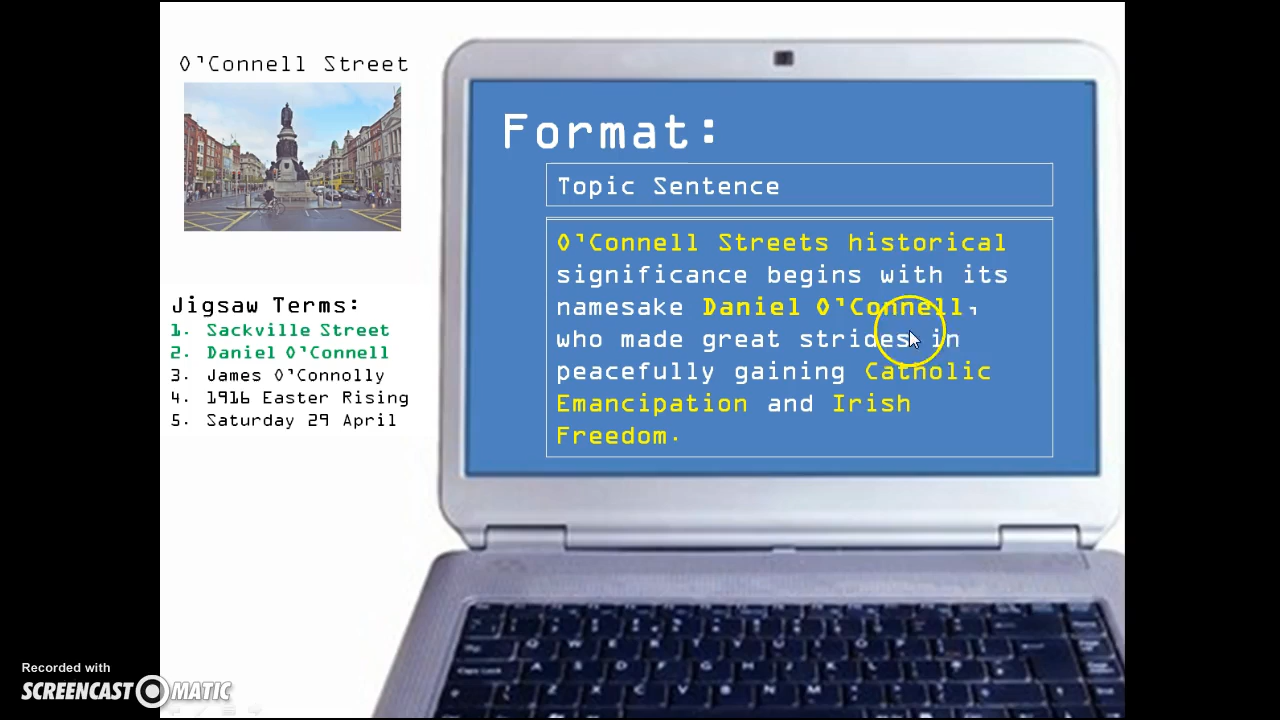 O'Connell Street
Jigsaw Terms:
1. Sackville Street
2. Daniel O'Connell
3. James O'Connolly
4. 1916 Easter Rising
5. Saturday 29 April
Format:
Topic Sentence
O'Connell Streets historical
significance begins with its
namesake Daniel O'Connell,
who made great strides in
peacefully gaining Catholic
Emancipation and Irish
Freedom.
Recorded with
SCREENCAST O MATIC